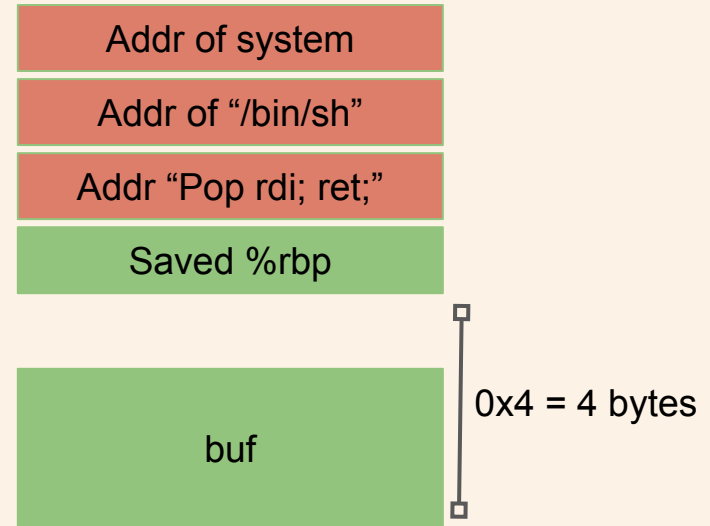 Addr of system
Addr of “/bin/sh”
Addr “Pop rdi; ret;”
Saved %rbp
0x4 = 4 bytes
buf